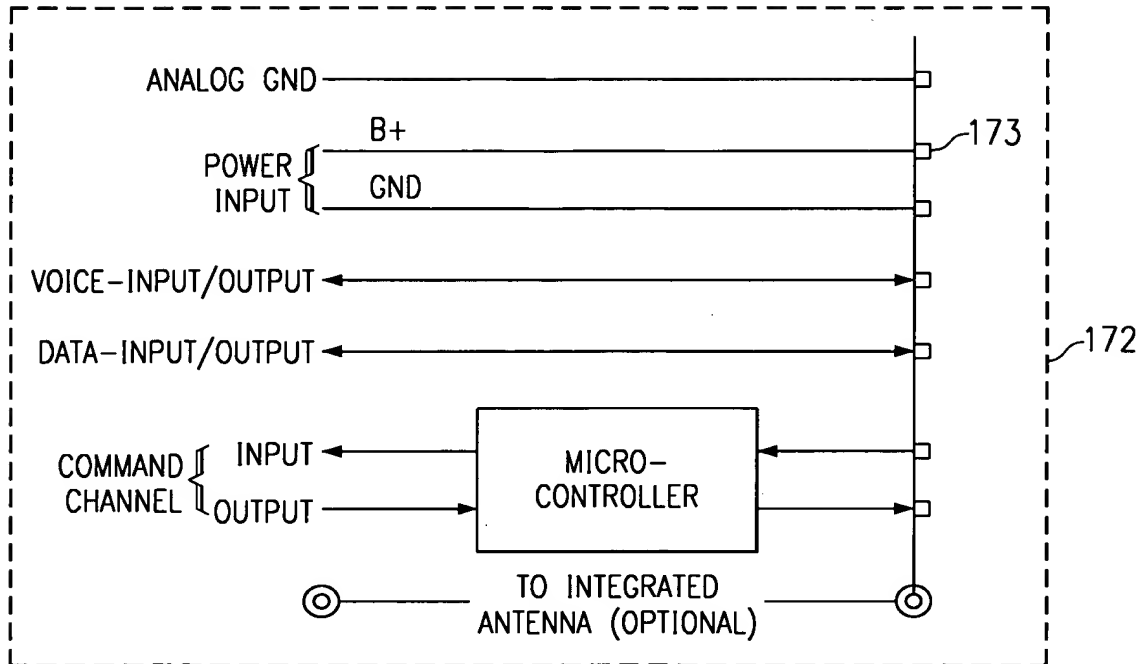 ANALOG GND
B+
173
POWER
INPUT
GND
VOICE-INPUT/OUTPUT
DATA-INPUT/OUTPUT
172
COMMAND
CHANNEL
INPUT
OUTPUT
MICRO-
CONTROLLER
TO INTEGRATED
ANTENNA (OPTIONAL)